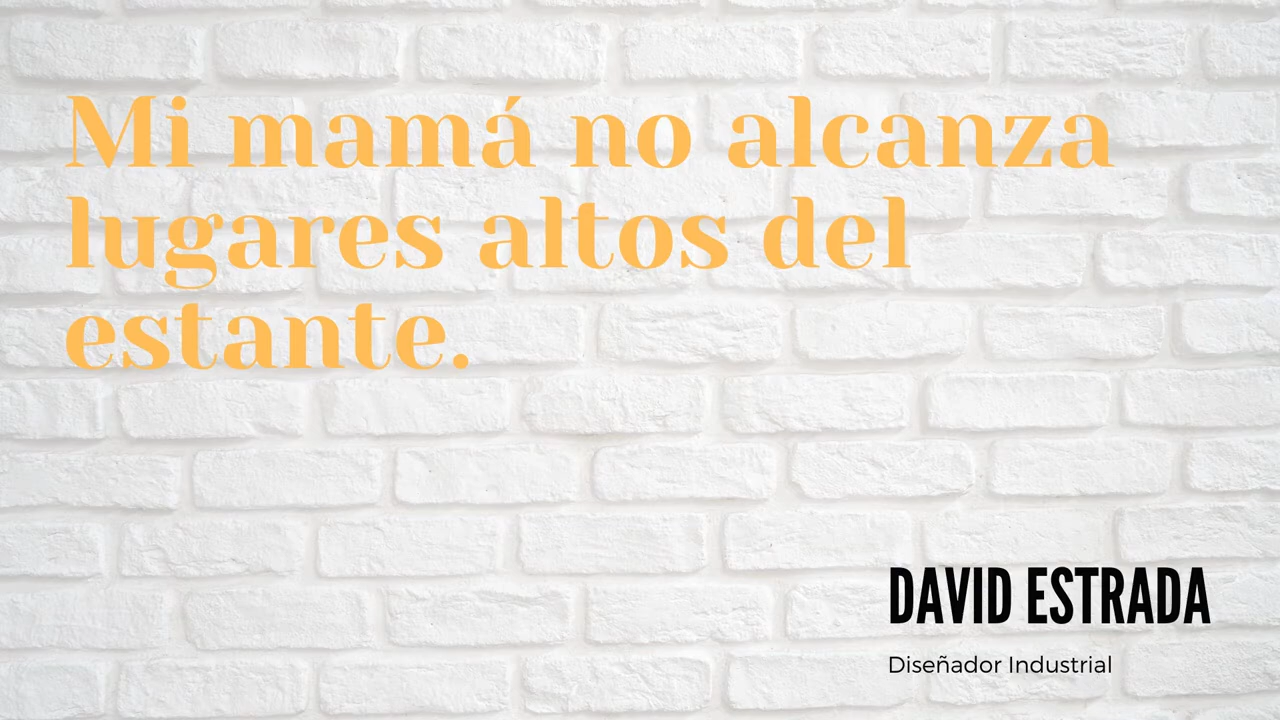 Mi mamá no alcanza
lugares altos del
estante.
DAVID ESTRADA
Diseñador Industrial